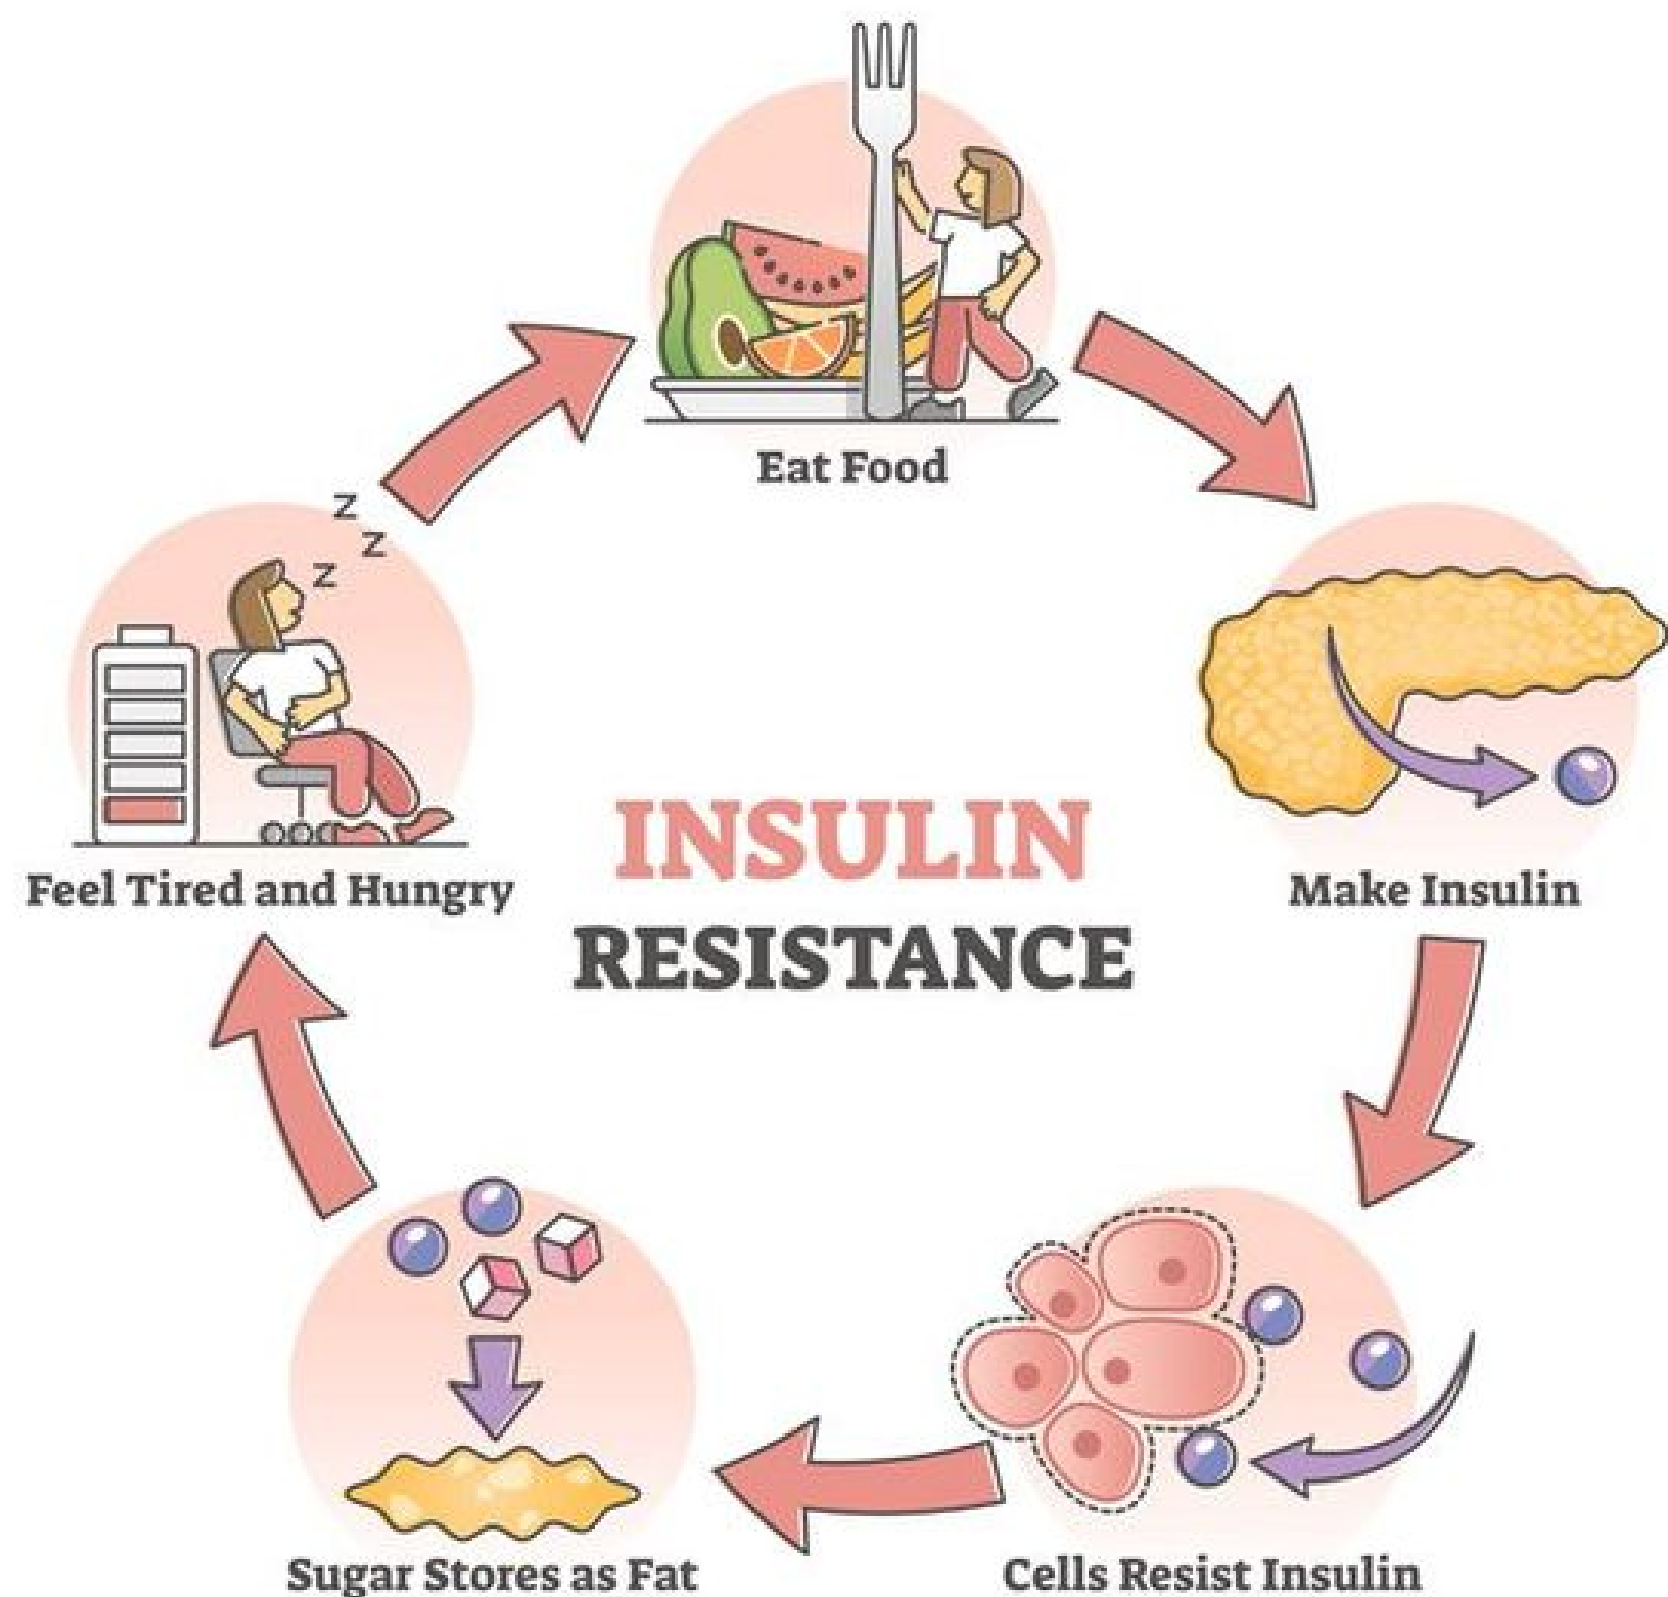 Eat Food
z
z
z
Feel Tired and Hungry
Make Insulin
INSULIN
RESISTANCE
Sugar Stores as Fat
Cells Resist Insulin